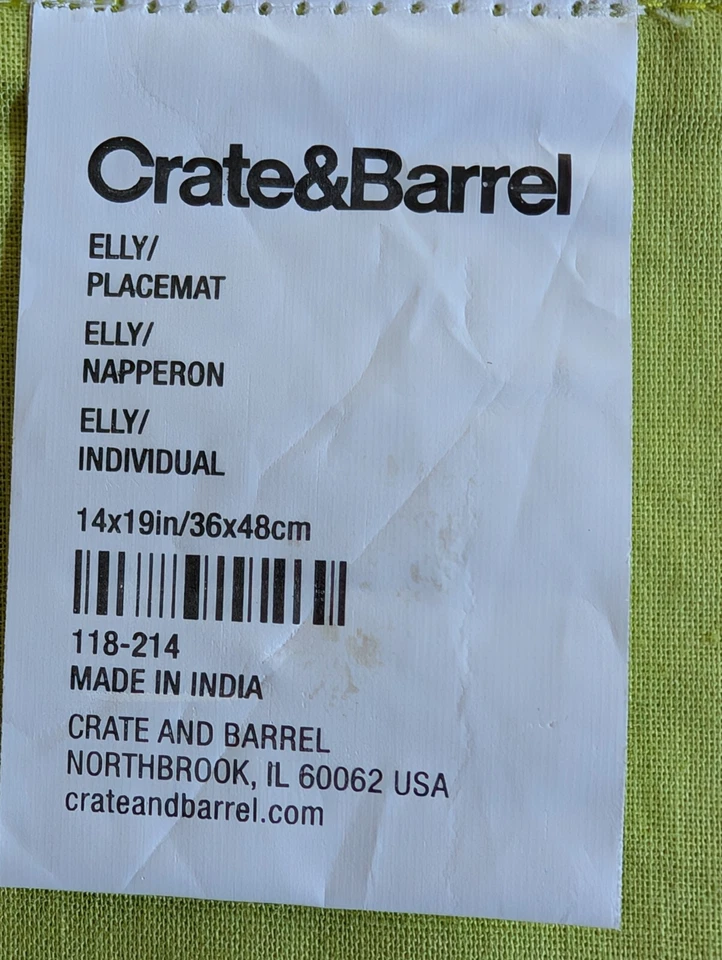 Crate&Barrel
ELLY/
PLACEMAT
ELLY/
NAPPERON
ELLY/
INDIVIDUAL
14x19in/36x48cm
118-214
MADE IN INDIA
CRATE AND BARREL
NORTHBROOK, IL 60062 USA
crateandbarrel.com